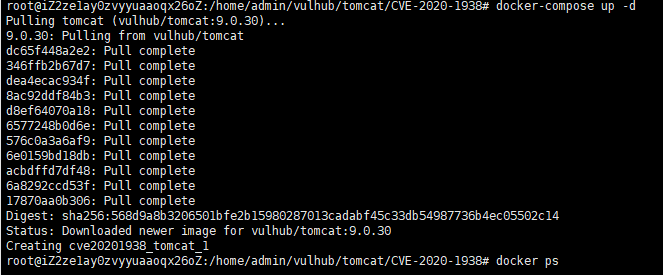 root@iZ2ze1ay0zvyyuaaoqx26oZ:/home/admin/vulhub/tomcat/CVE-2020-1938# docker-compose up -d
Pulling tomcat (vulhub/tomcat:9.0.30)...
9.0.30: Pulling from vulhub/tomcat
dc65f448a2e2: Pull complete
346ffb2b67d7: Pull complete
dea4ecac934f: Pull complete
8ac92ddf84b3: Pull complete
d8ef64070a18: Pull complete
6577248b0d6e: Pull complete
576c0a3a6af9: Pull complete
6e0159bd18db: Pull complete
acbdffd7df48: Pull complete
6a8292ccd53f: Pull complete
17870aa0b306: Pull complete
Digest: sha256:568d9a8b3206501bfe2b15980287013cadabf45c33db54987736b4ec05502c14
Status: Downloaded newer image for vulhub/tomcat:9.0.30
Creating cve20201938_tomcat_1
root@iZ2ze1ay0zvyyuaaoqx26oZ:/home/admin/vulhub/tomcat/CVE-2020-1938# docker ps